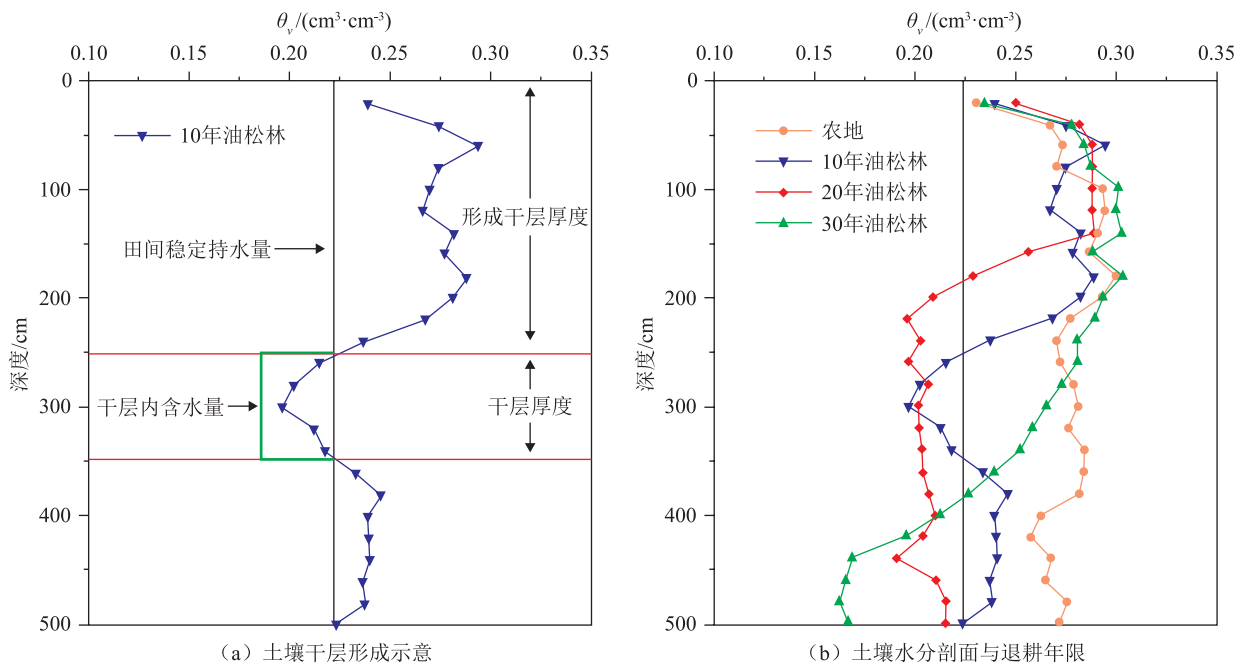 θv/(cm³·cm⁻³)
0.10 0.15 0.20 0.25 0.30 0.35
0
100
200
300
400
500
深度/cm
10年油松林
田间稳定持水量
形成干层厚度
干层内含水量
干层厚度
(a) 土壤干层形成示意
θv/(cm³·cm⁻³)
0.10 0.15 0.20 0.25 0.30 0.35
0
100
200
300
400
500
深度/cm
农地
10年油松林
20年油松林
30年油松林
(b) 土壤水分剖面与退耕年限